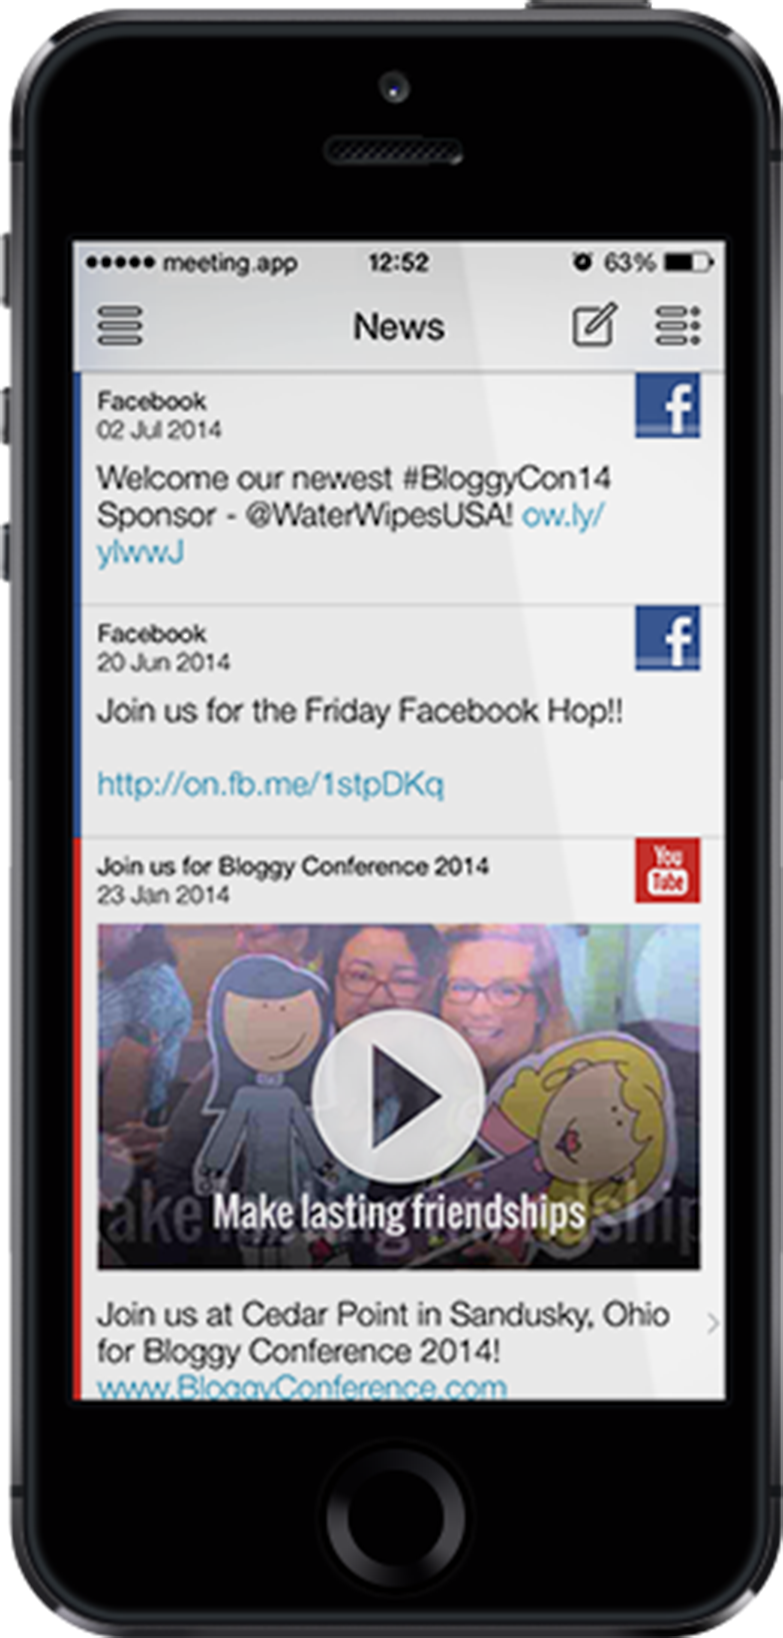 meeting.app 12:52 63%
News
Facebook
02 Jul 2014
Welcome our newest #BloggyCon14
Sponsor - @WaterWipesUSA! ow.ly/
ylwwJ
Facebook
20 Jun 2014
Join us for the Friday Facebook Hop!!
http://on.fb.me/1stpDKq
Join us for Bloggy Conference 2014
23 Jan 2014
You
Tube
Make lasting friendships
Join us at Cedar Point in Sandusky, Ohio
for Bloggy Conference 2014!
www.BloggyConference.com